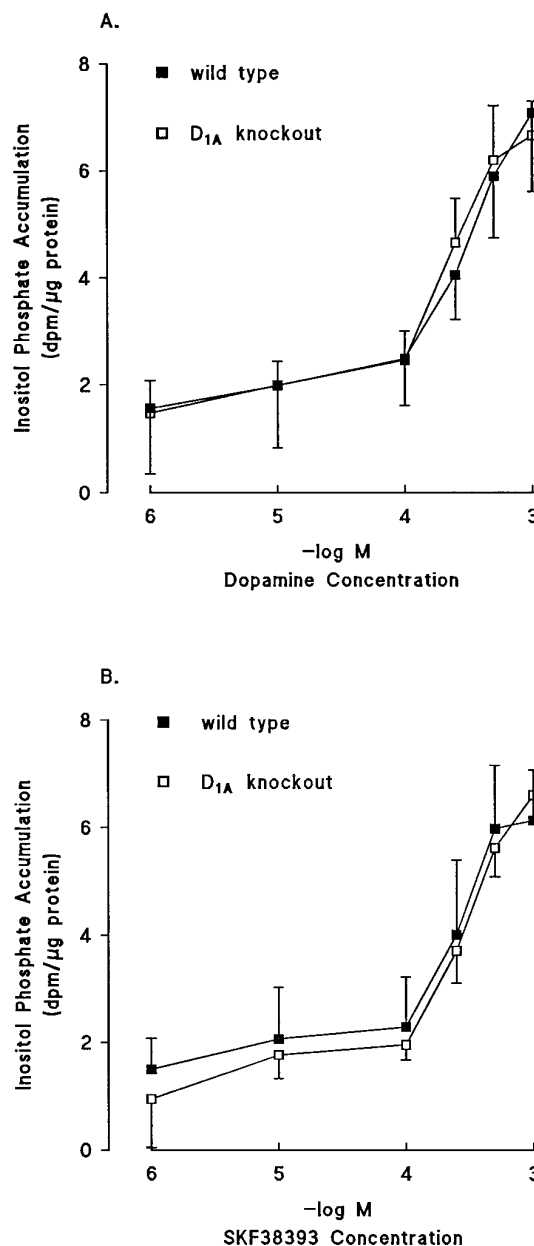 A.
wild type
D1A knockout
Inositol Phosphate Accumulation
(dpm/µg protein)
8
6
4
2
0
6 5 4 3
−log M
Dopamine Concentration
B.
wild type
D1A knockout
Inositol Phosphate Accumulation
(dpm/µg protein)
8
6
4
2
0
6 5 4 3
−log M
SKF38393 Concentration